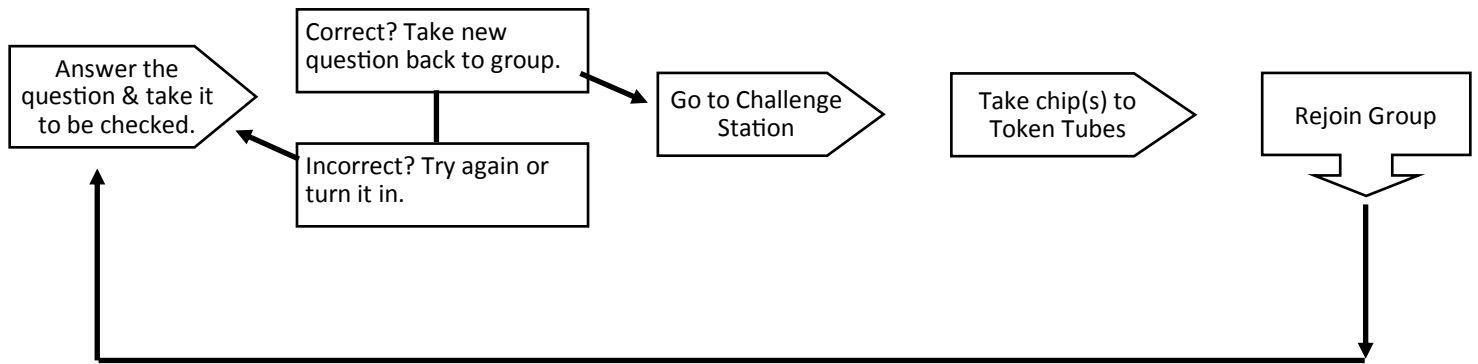 Answer the
question & take it
to be checked.
Correct? Take new
question back to group.
Incorrect? Try again or
turn it in.
Go to Challenge
Station
Take chip(s) to
Token Tubes
Rejoin Group